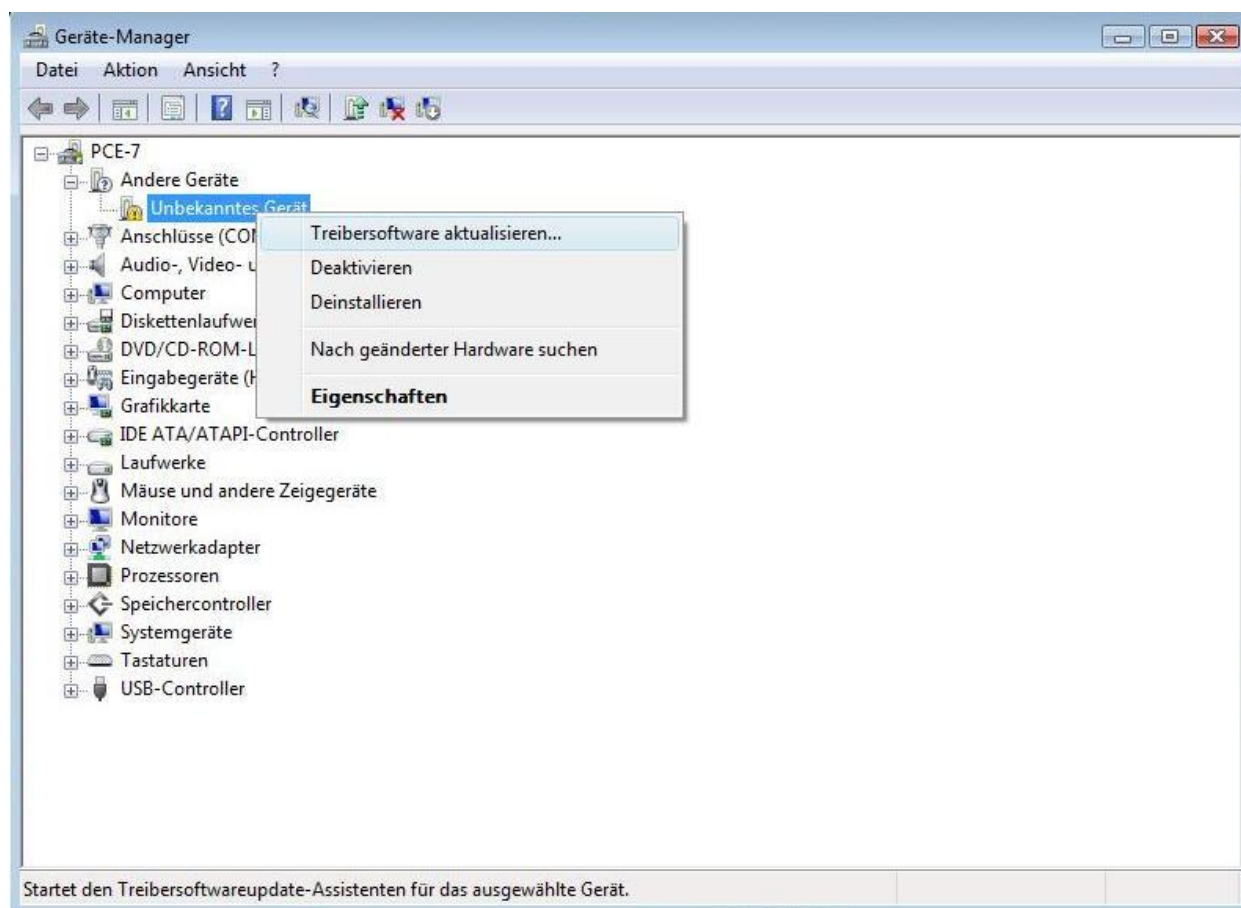 Geräte-Manager
Datei Aktion Ansicht ?
PCE-7
Andere Geräte
Unbekanntes Gerät
Anschlüsse (CO
Audio-, Video- u
Computer
Diskettenlaufwe
DVD/CD-ROM-L
Eingabegeräte (H
Grafikkarte
IDE ATA/ATAPI-Controller
Laufwerke
Mäuse und andere Zeigegeräte
Monitore
Netzwerkadapter
Prozessoren
Speichercontroller
Systemgeräte
Tastaturen
USB-Controller
Treibersoftware aktualisieren...
Deaktivieren
Deinstallieren
Nach geänderter Hardware suchen
Eigenschaften
Startet den Treibersoftwareupdate-Assistenten für das ausgewählte Gerät.